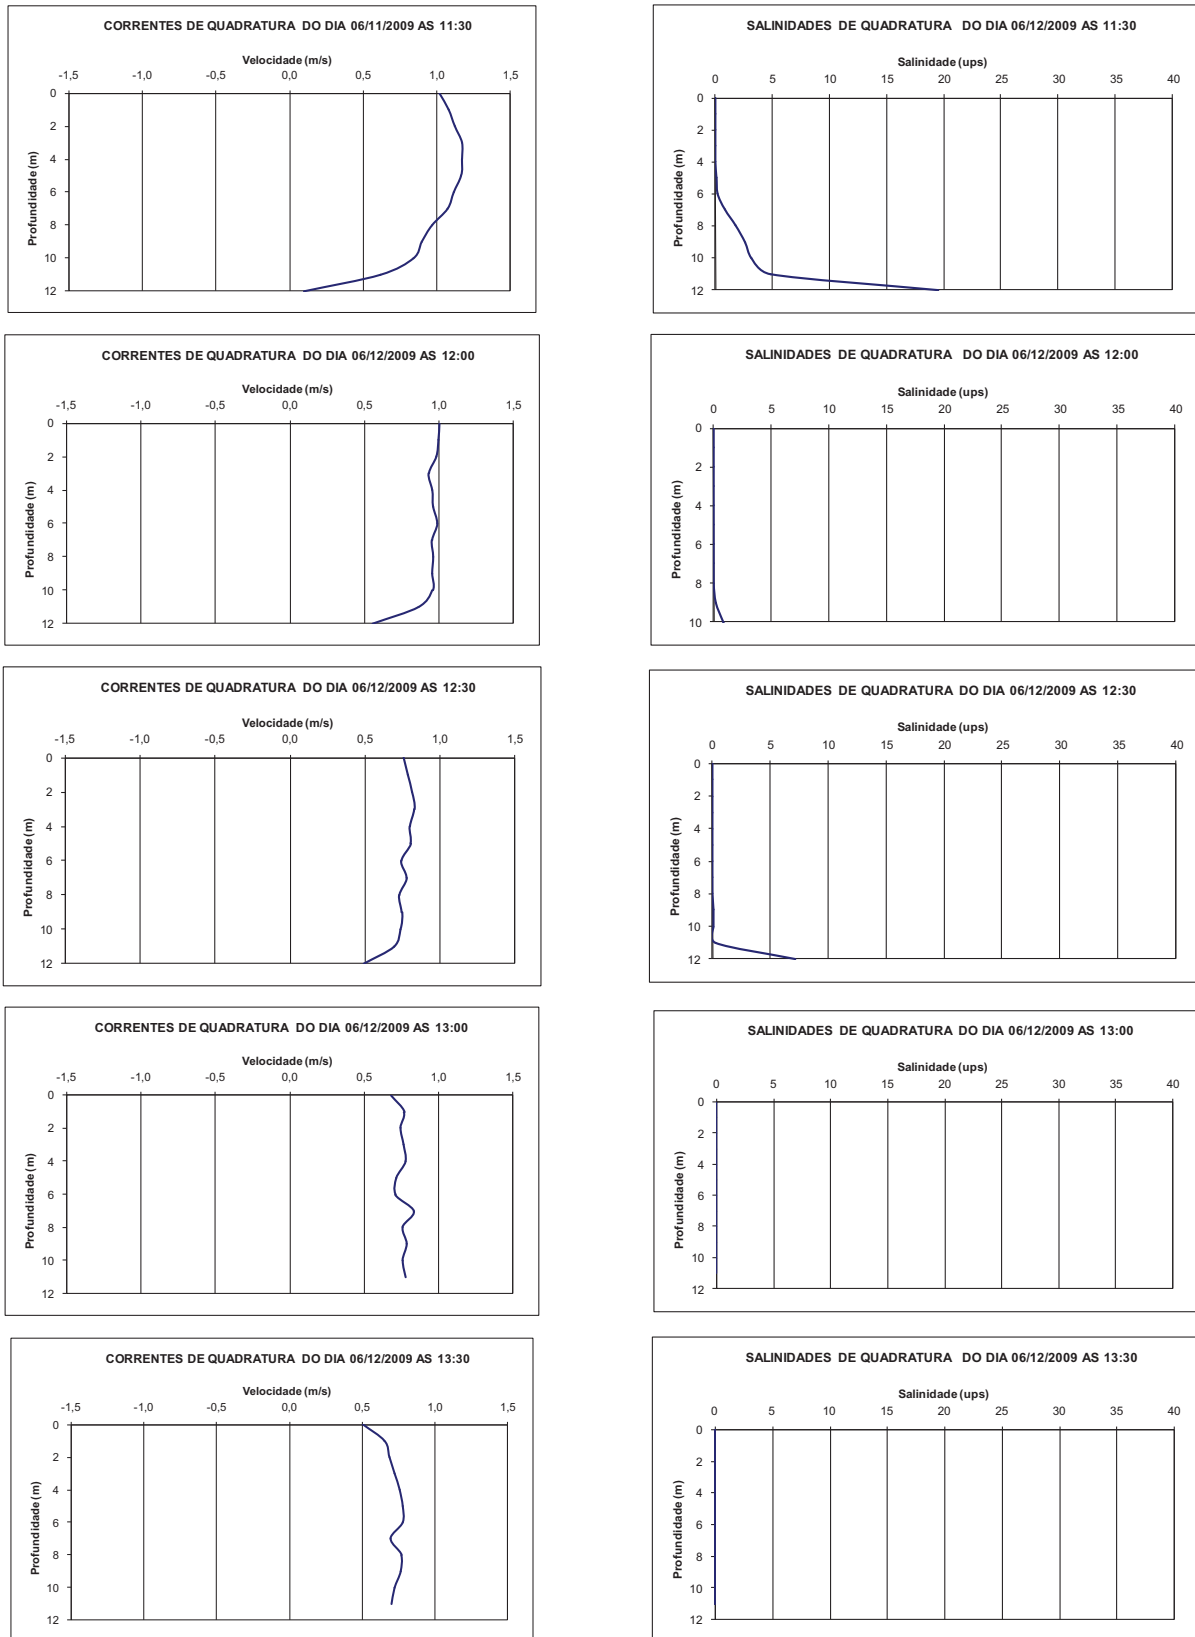 CORRENTES DE QUADRATURA DO DIA 06/11/2009 AS 11:30
Velocidade (m/s)
-1,5 -1,0 -0,5 0,0 0,5 1,0 1,5
0
2
4
6
8
10
12
Profundidade (m)
SALINIDADES DE QUADRATURA DO DIA 06/12/2009 AS 11:30
Salinidade (ups)
0 5 10 15 20 25 30 35 40
0
2
4
6
8
10
12
Profundidade (m)
CORRENTES DE QUADRATURA DO DIA 06/12/2009 AS 12:00
Velocidade (m/s)
-1,5 -1,0 -0,5 0,0 0,5 1,0 1,5
0
2
4
6
8
10
12
Profundidade (m)
SALINIDADES DE QUADRATURA DO DIA 06/12/2009 AS 12:00
Salinidade (ups)
0 5 10 15 20 25 30 35 40
0
2
4
6
8
10
Profundidade (m)
CORRENTES DE QUADRATURA DO DIA 06/12/2009 AS 12:30
Velocidade (m/s)
-1,5 -1,0 -0,5 0,0 0,5 1,0 1,5
0
2
4
6
8
10
12
Profundidade (m)
SALINIDADES DE QUADRATURA DO DIA 06/12/2009 AS 12:30
Salinidade (ups)
0 5 10 15 20 25 30 35 40
0
2
4
6
8
10
12
Profundidade (m)
CORRENTES DE QUADRATURA DO DIA 06/12/2009 AS 13:00
Velocidade (m/s)
-1,5 -1,0 -0,5 0,0 0,5 1,0 1,5
0
2
4
6
8
10
12
Profundidade (m)
SALINIDADES DE QUADRATURA DO DIA 06/12/2009 AS 13:00
Salinidade (ups)
0 5 10 15 20 25 30 35 40
0
2
4
6
8
10
12
Profundidade (m)
CORRENTES DE QUADRATURA DO DIA 06/12/2009 AS 13:30
Velocidade (m/s)
-1,5 -1,0 -0,5 0,0 0,5 1,0 1,5
0
2
4
6
8
10
12
Profundidade (m)
SALINIDADES DE QUADRATURA DO DIA 06/12/2009 AS 13:30
Salinidade (ups)
0 5 10 15 20 25 30 35 40
0
2
4
6
8
10
12
Profundidade (m)